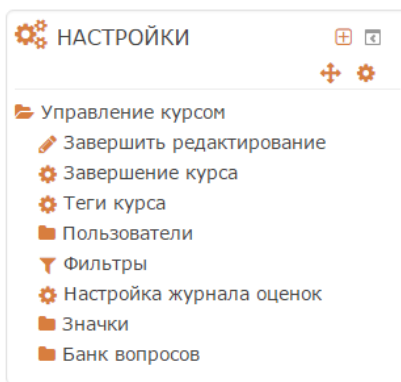 НАСТРОЙКИ
Управление курсом
Завершить редактирование
Завершение курса
Теги курса
Пользователи
Фильтры
Настройка журнала оценок
Значки
Банк вопросов